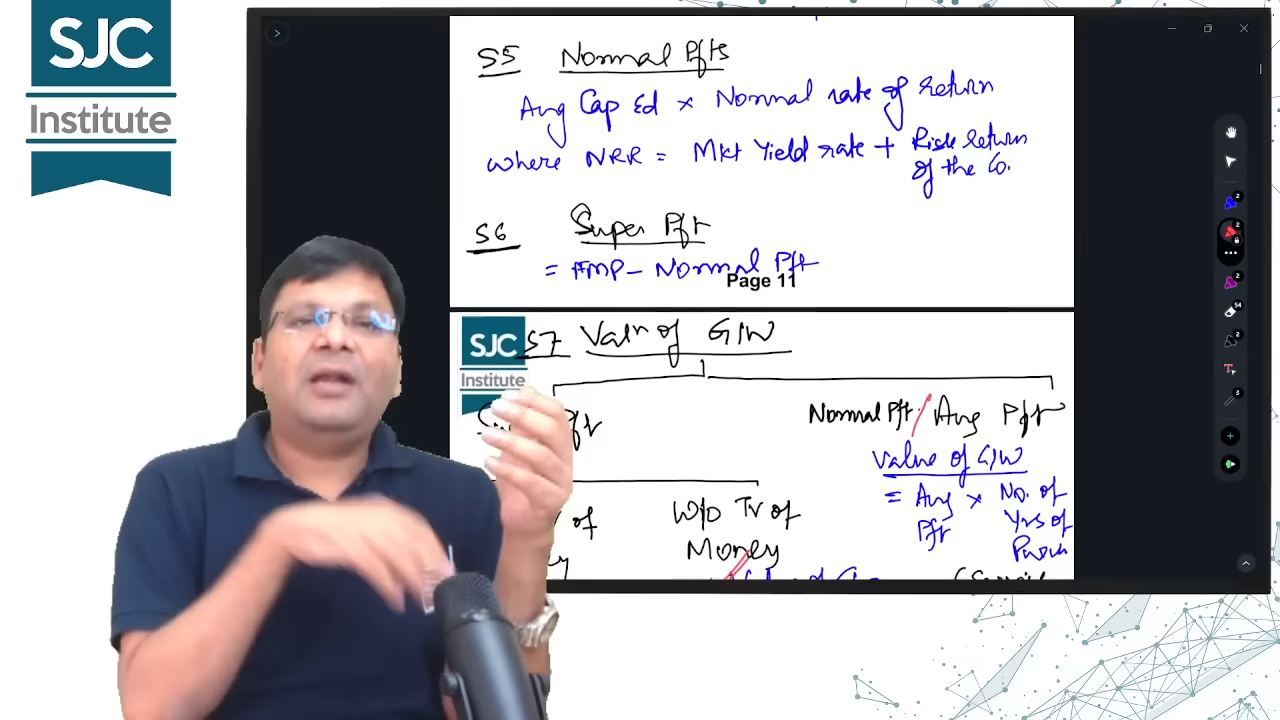 SJC
Institute
S5 Normal Pfts
Avg Cap Ed × Normal rate of return
where NRR = Mkt Yield rate + Risk return
of the Co.
S6 Super Pft
= FMP - Normal Pft
Page 11
SJC
Institute
S7 Valn of G/W
Normal Pft / Avg Pft
Value of G/W
= Avg Pft × No. of Yrs of
of
W/O Tv of
Money